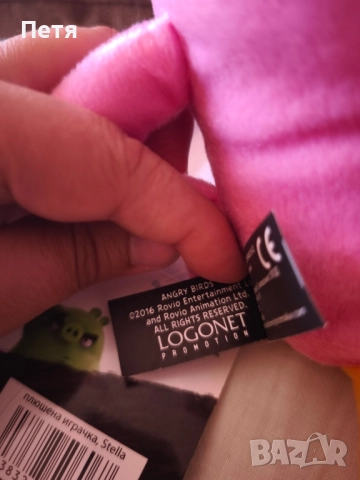 Петя
CE
ANGRY BIRDS
©2016 Rovio Entertainment
and Rovio Animation Ltd.
ALL RIGHTS RESERVED.
LOGONET
PROMOTION
плюшена играчка, Stella
bazar